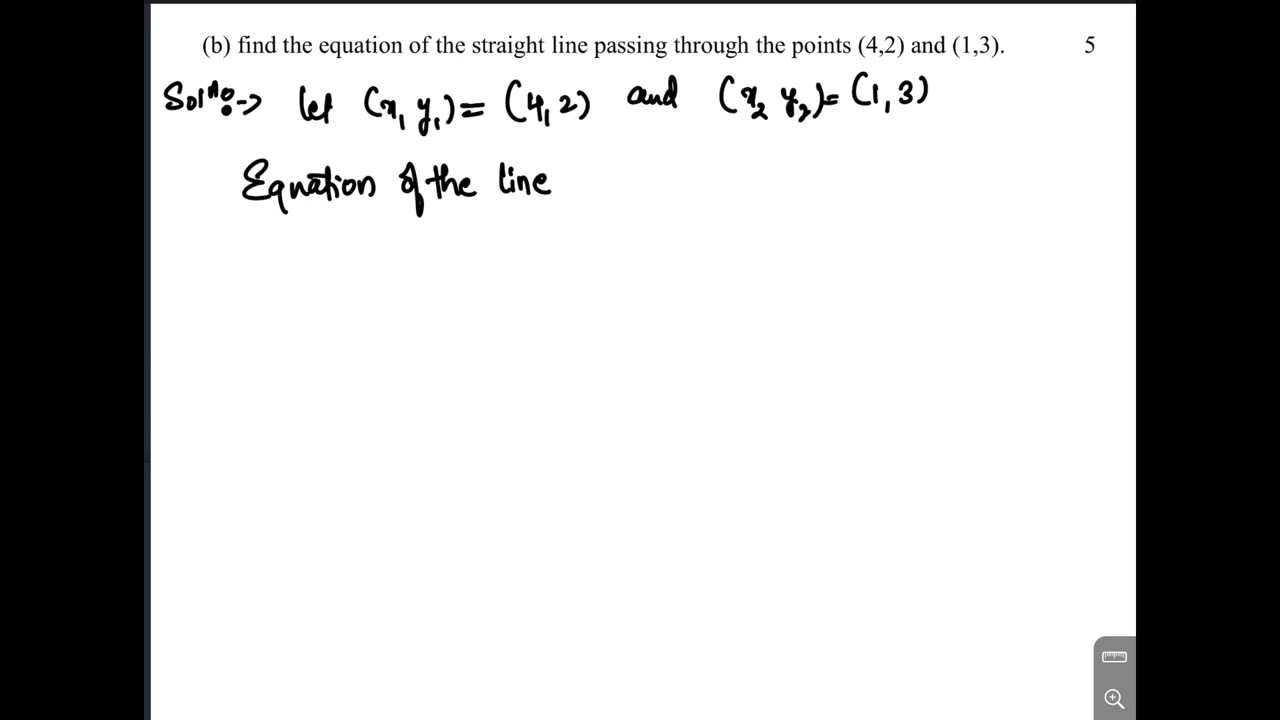 (b) find the equation of the straight line passing through the points (4,2) and (1,3). 5
Solno:-> let (x₁ y₁) = (4, 2) and (x₂ y₂) = (1, 3)
Equation of the line